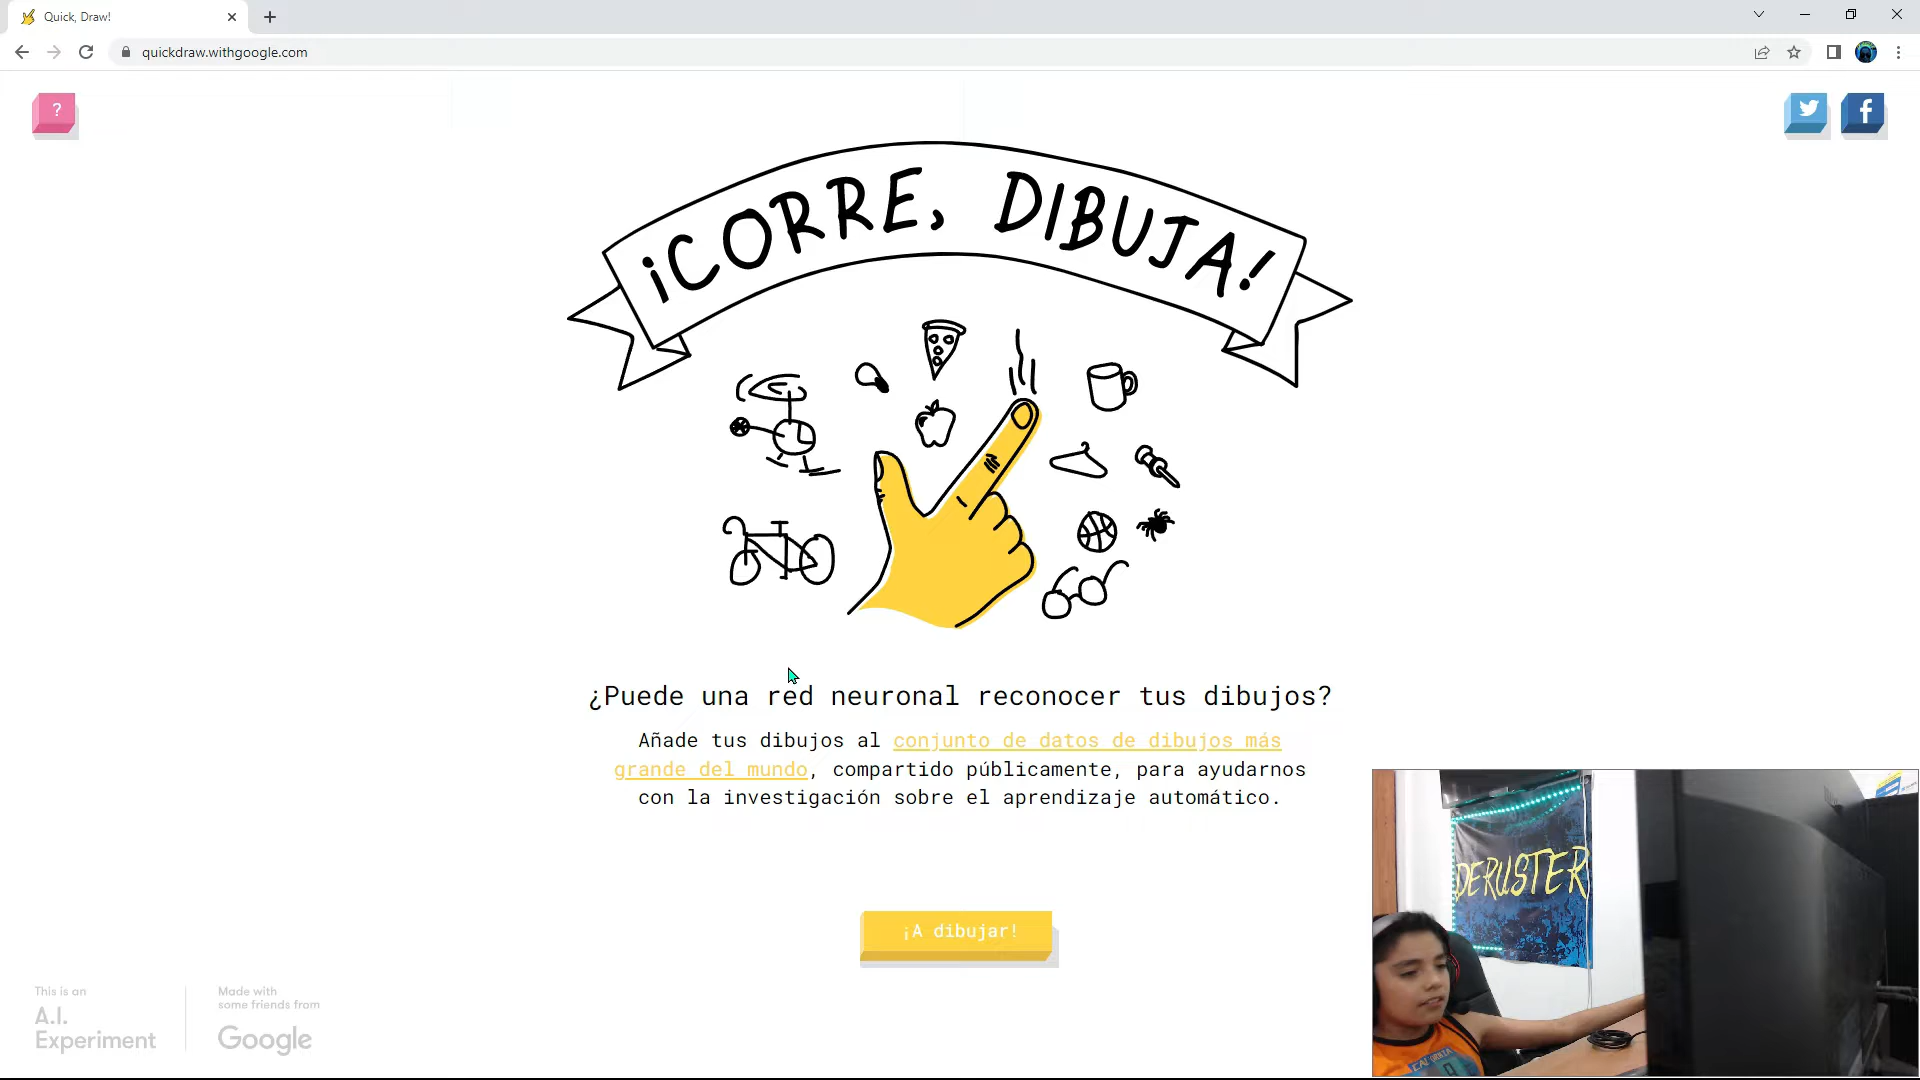 Quick, Draw!
quickdraw.withgoogle.com
?
¡CORRE, DIBUJA!
¿Puede una red neuronal reconocer tus dibujos?
Añade tus dibujos al conjunto de datos de dibujos más
grande del mundo, compartido públicamente, para ayudarnos
con la investigación sobre el aprendizaje automático.
¡A dibujar!
This is an
A.I.
Experiment
Made with
some friends from
Google
DERUSTER